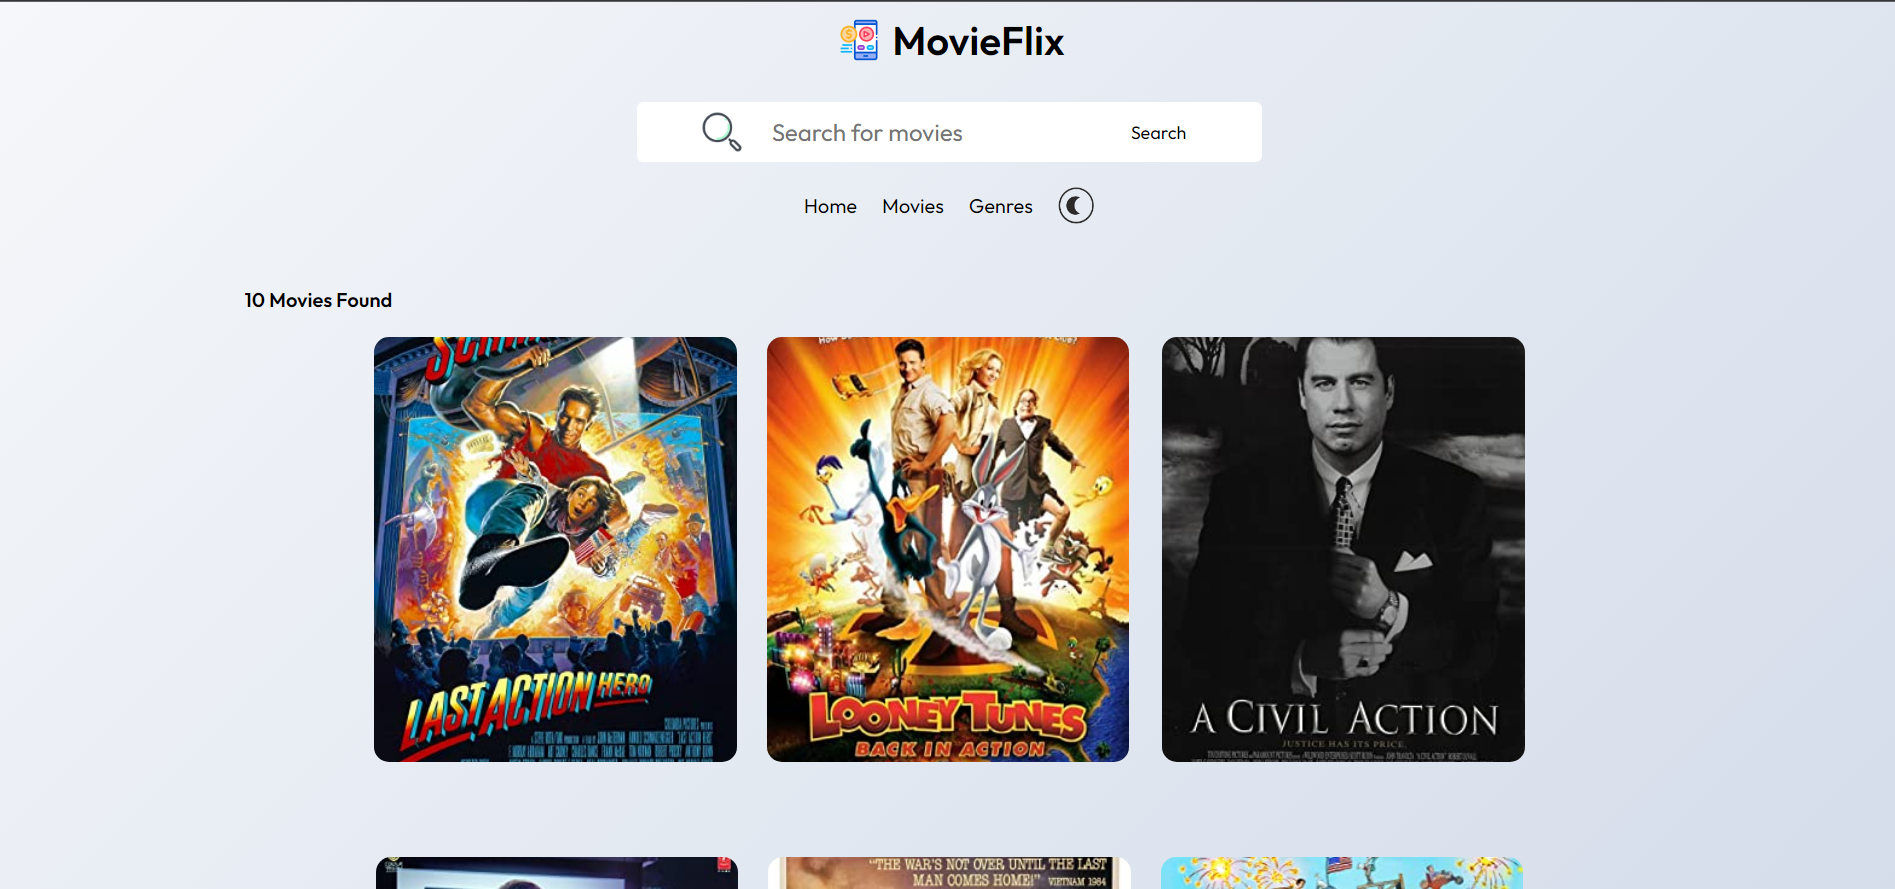 MovieFlix
Search for movies
Search
Home Movies Genres
10 Movies Found
LAST ACTION HERO
LOONEY TUNES
BACK IN ACTION
A CIVIL ACTION
JUSTICE HAS ITS PRICE.
"THE WAR'S NOT OVER UNTIL THE LAST
MAN COMES HOME!" VIETNAM 1984